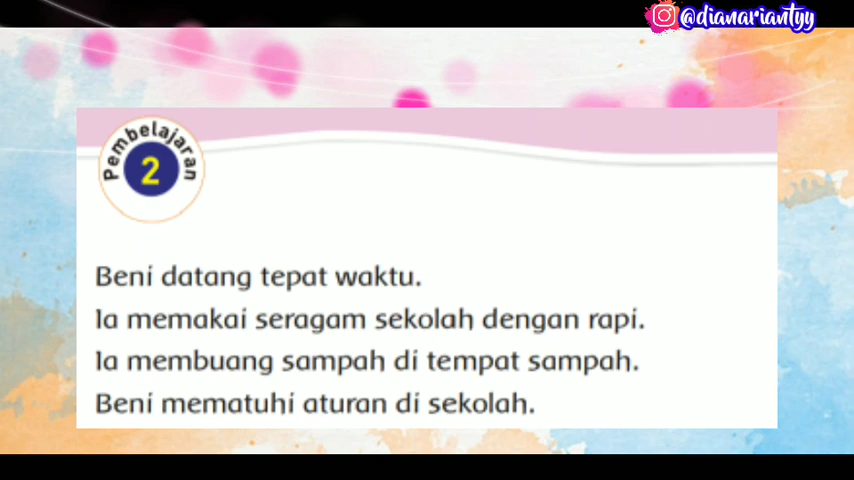 @dianariantyy
Pembelajaran
2
Beni datang tepat waktu.
Ia memakai seragam sekolah dengan rapi.
Ia membuang sampah di tempat sampah.
Beni mematuhi aturan di sekolah.